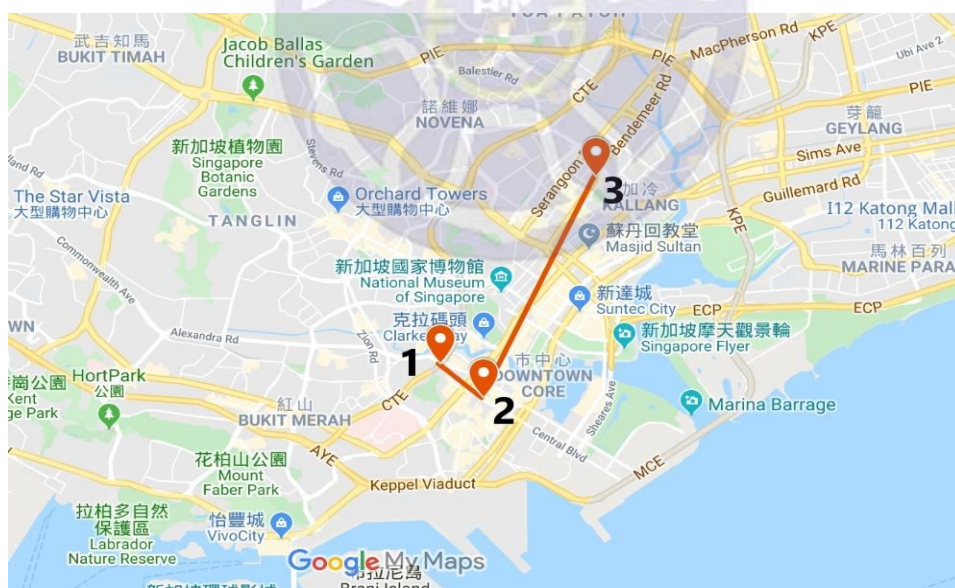 武吉知馬
BUKIT TIMAH
Jacob Ballas
Children's Garden
PIE
PIE
MacPherson Rd
KPE
Ubi Ave 2
Balestier Rd
CTE
PIE
諾維娜
NOVENA
Bendemeer Rd
芽籠
GEYLANG
新加坡植物園
Singapore
Botanic
Gardens
Stevens Rd
Serangoon
Sims Ave
3
加冷
KALLANG
Guillemard Rd
The Star Vista
大型購物中心
Orchard Towers
大型購物中心
TANGLIN
蘇丹回教堂
Masjid Sultan
KPE
I12 Katong Mall
112 Katong
馬林百列
MARINE PARA
Commonwealth Ave
新加坡國家博物館
National Museum
of Singapore
新達城
Suntec City
ECP
ECP
克拉碼頭
Alexandra Rd
Zion Rd
1
新加坡摩天觀景輪
Singapore Flyer
市中心
DOWNTOWN
CORE
2
HortPark
公園
紅山
BUKIT MERAH
CTE
Sheares Ave
Marina Barrage
AYE
Central Blvd
MCE
花柏山公園
Mount
Faber Park
Keppel Viaduct
拉柏多自然
保護區
Labrador
Nature Reserve
怡豐城
VivoCity
Google My Maps